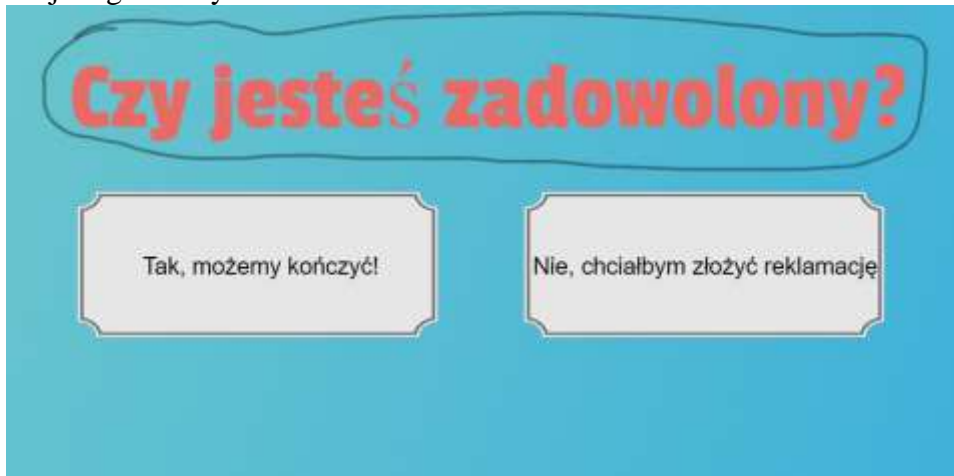 Czy jesteś zadowolony?
Tak, możemy kończyć!
Nie, chciałbym złożyć reklamację